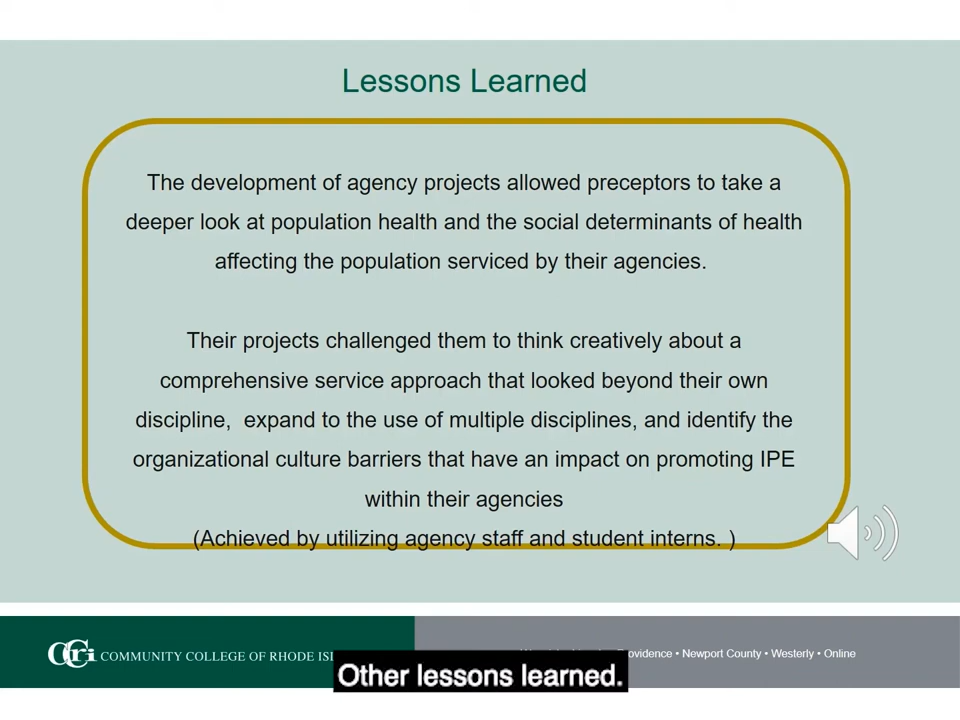 Lessons Learned
The development of agency projects allowed preceptors to take a
deeper look at population health and the social determinants of health
affecting the population serviced by their agencies.
Their projects challenged them to think creatively about a
comprehensive service approach that looked beyond their own
discipline,  expand to the use of multiple disciplines, and identify the
organizational culture barriers that have an impact on promoting IPE
within their agencies
(Achieved by utilizing agency staff and student interns. )
CCri COMMUNITY COLLEGE OF RHODE
• Newport County • Westerly • Online
Other lessons learned.